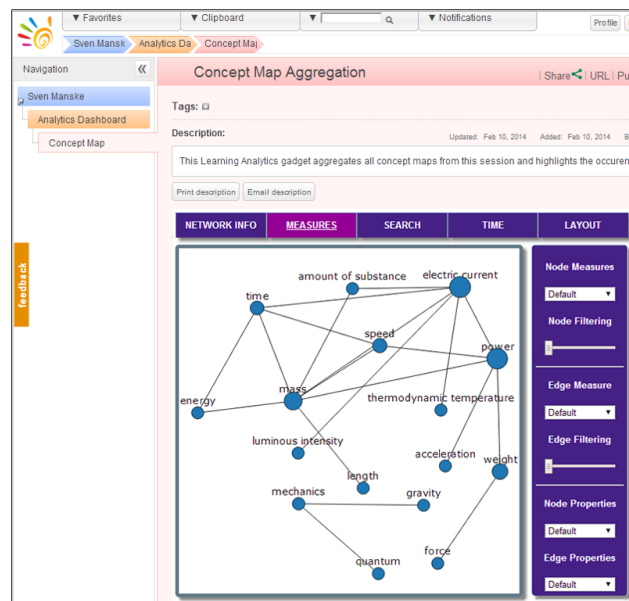 ▼ Favorites ▼ Clipboard ▼ ▼ Notifications
Profile
Sven Mansk Analytics Da Concept Map
Navigation
Sven Manske
Analytics Dashboard
Concept Map
feedback
Concept Map Aggregation
| Share | URL | Pu
Tags:
Description:
Updated: Feb 10, 2014 Added: Feb 10, 2014 B
This Learning Analytics gadget aggregates all concept maps from this session and highlights the occuren
Print description Email description
NETWORK INFO MEASURES SEARCH TIME LAYOUT
amount of substance
electric current
time
speed
power
mass
energy
thermodynamic temperature
luminous intensity
acceleration
weight
length
mechanics
gravity
force
quantum
Node Measures
Default
Node Filtering
Edge Measure
Default
Edge Filtering
Node Properties
Default
Edge Properties
Default